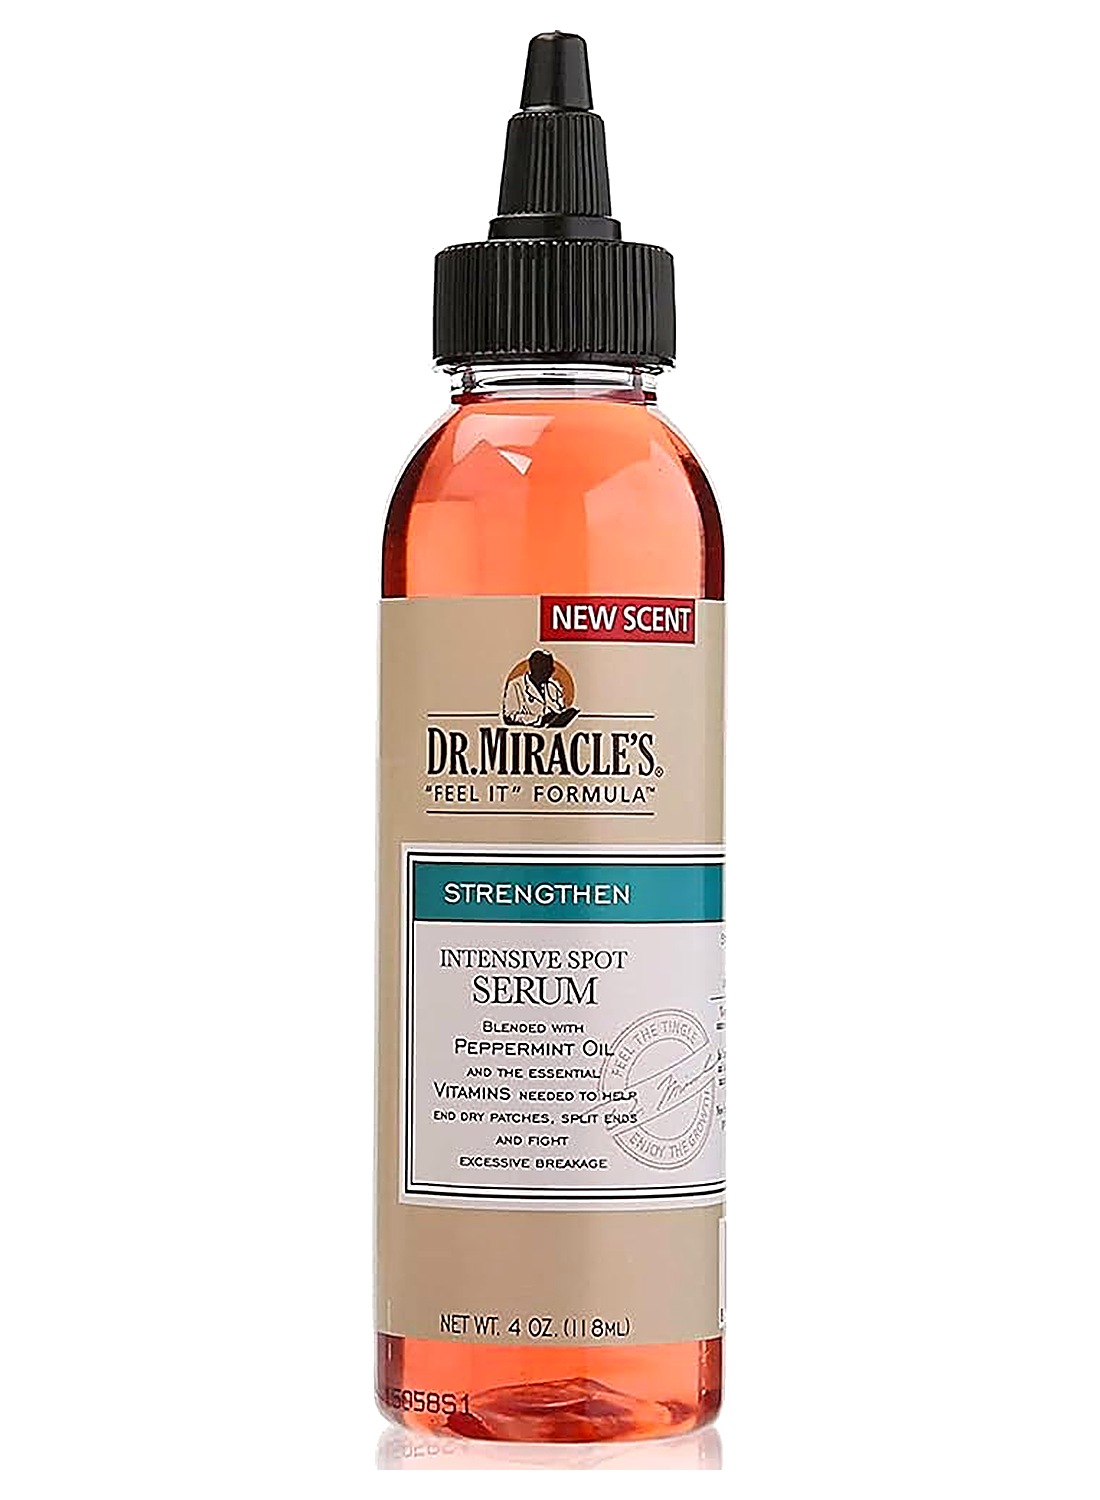 NEW SCENT
DR.MIRACLE'S®
"FEEL IT" FORMULA™
STRENGTHEN
INTENSIVE SPOT
SERUM
BLENDED WITH
PEPPERMINT OIL
AND THE ESSENTIAL
VITAMINS NEEDED TO HELP
END DRY PATCHES, SPLIT ENDS
AND FIGHT
EXCESSIVE BREAKAGE
FEEL THE TINGLE
ENJOY THE GROWTH
NET WT. 4 OZ. (118ML)